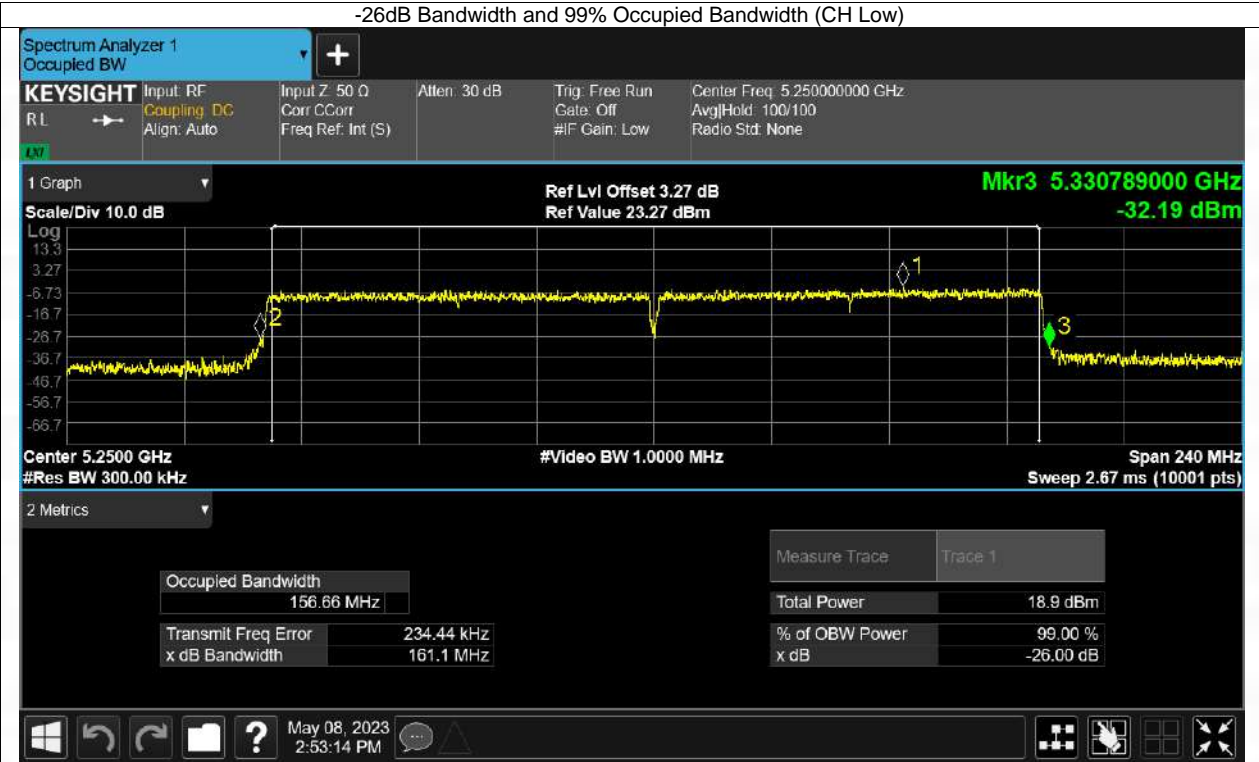 -26dB Bandwidth and 99% Occupied Bandwidth (CH Low)
Spectrum Analyzer 1
Occupied BW
+
KEYSIGHT Input: RF Input Z: 50 Ω Atten: 30 dB Trig: Free Run Center Freq: 5.250000000 GHz
RL Coupling: DC Corr CCorr Gate: Off Avg|Hold: 100/100
Align: Auto Freq Ref: Int (S) #IF Gain: Low Radio Std: None
LXI
1 Graph Ref Lvl Offset 3.27 dB Mkr3 5.330789000 GHz
Scale/Div 10.0 dB Ref Value 23.27 dBm -32.19 dBm
Log
13.3
3.27
1
-6.73
-16.7
2
3
-26.7
-36.7
-46.7
-56.7
-66.7
Center 5.2500 GHz #Video BW 1.0000 MHz Span 240 MHz
#Res BW 300.00 kHz Sweep 2.67 ms (10001 pts)
2 Metrics
Measure Trace Trace 1
Occupied Bandwidth
156.66 MHz Total Power 18.9 dBm
Transmit Freq Error 234.44 kHz % of OBW Power 99.00 %
x dB Bandwidth 161.1 MHz x dB -26.00 dB
? May 08, 2023
2:53:14 PM